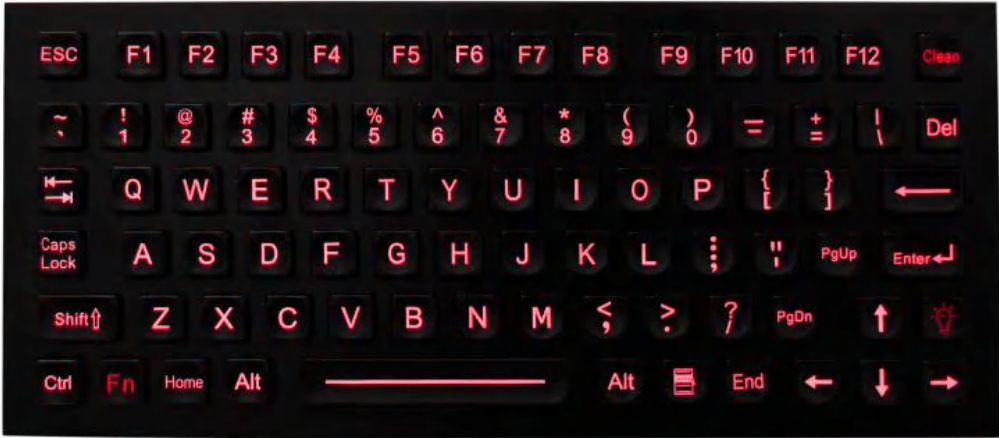 ESC F1 F2 F3 F4 F5 F6 F7 F8 F9 F10 F11 F12 Clean
~ ! @ # $ % ^ & * ( ) _ + | Del
` 1 2 3 4 5 6 7 8 9 0 - = \
Q W E R T Y U I O P { }
[ ]
Caps
Lock A S D F G H J K L : " PgUp Enter
; '
Shift Z X C V B N M < > ? PgDn
, . /
Ctrl Fn Home Alt Alt End